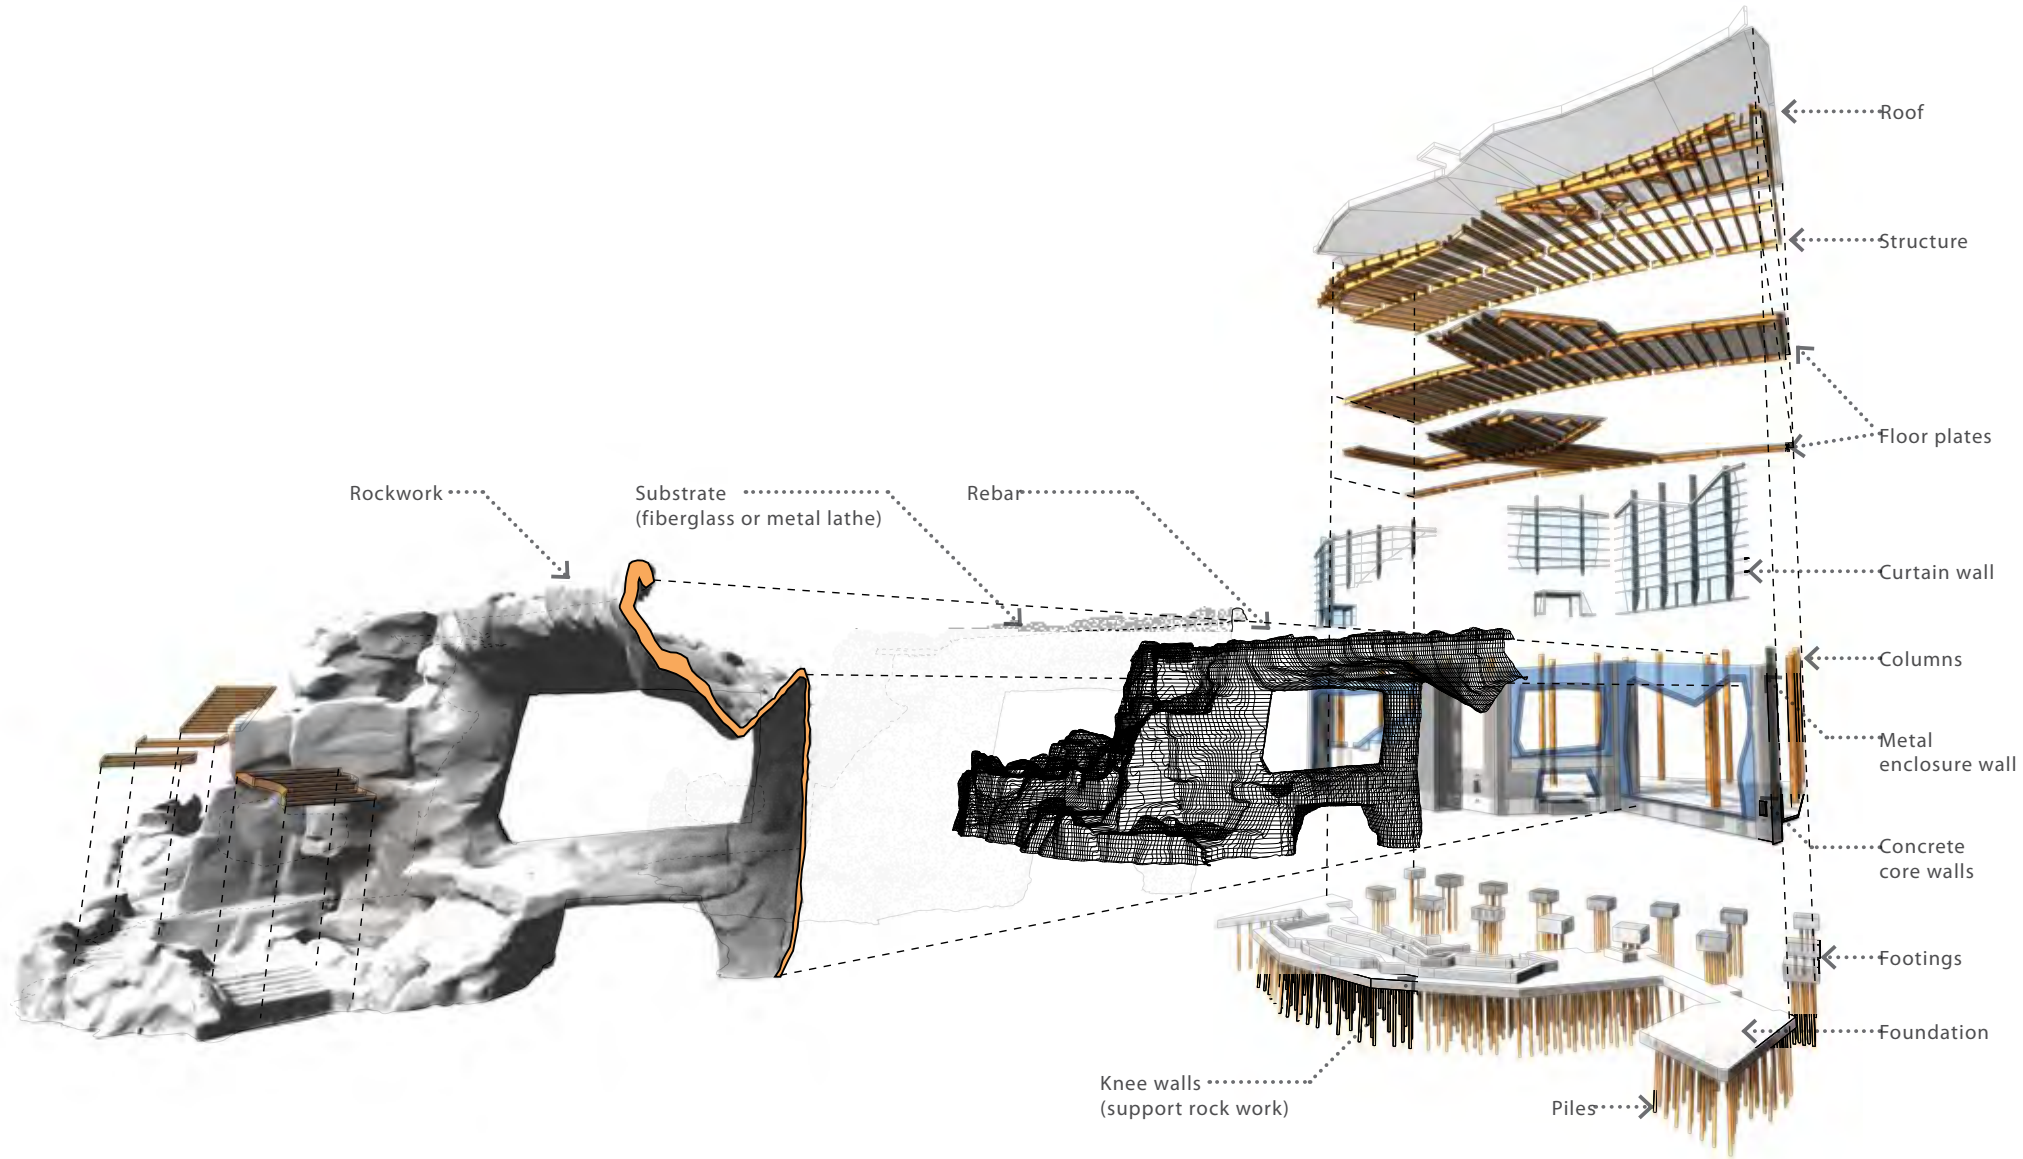 Roof
Structure
Floor plates
Rockwork
Substrate
(fiberglass or metal lathe)
Rebar
Curtain wall
Columns
Metal
enclosure wall
Concrete
core walls
Footings
Foundation
Knee walls
(support rock work)
Piles